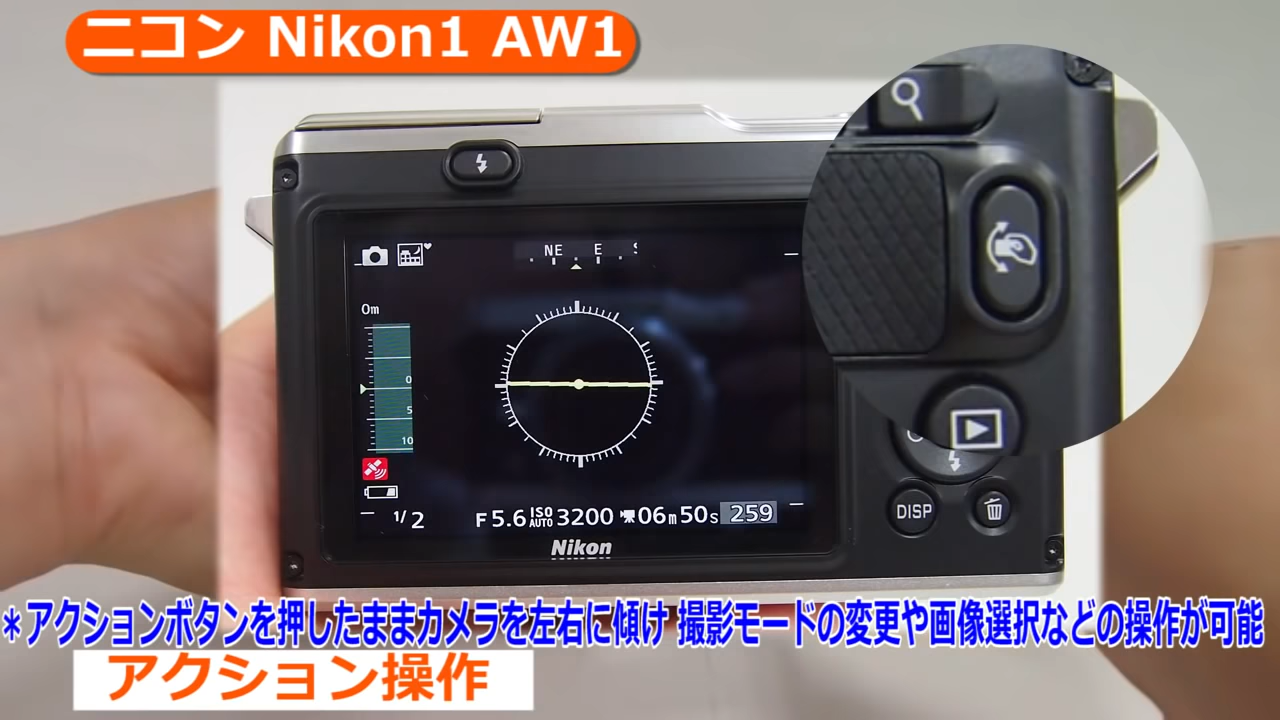 ニコン Nikon1 AW1
NE E
0m
0
5
10
1/2
F5.6 ISO AUTO 3200 06m50s 259
Nikon
DISP
＊アクションボタンを押したままカメラを左右に傾け 撮影モードの変更や画像選択などの操作が可能
アクション操作